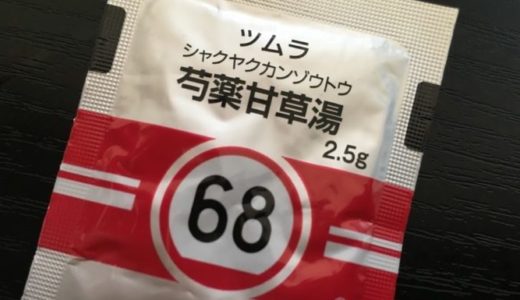 ツムラ
シャクヤクカンゾウトウ
芍薬甘草湯
2.5g
68